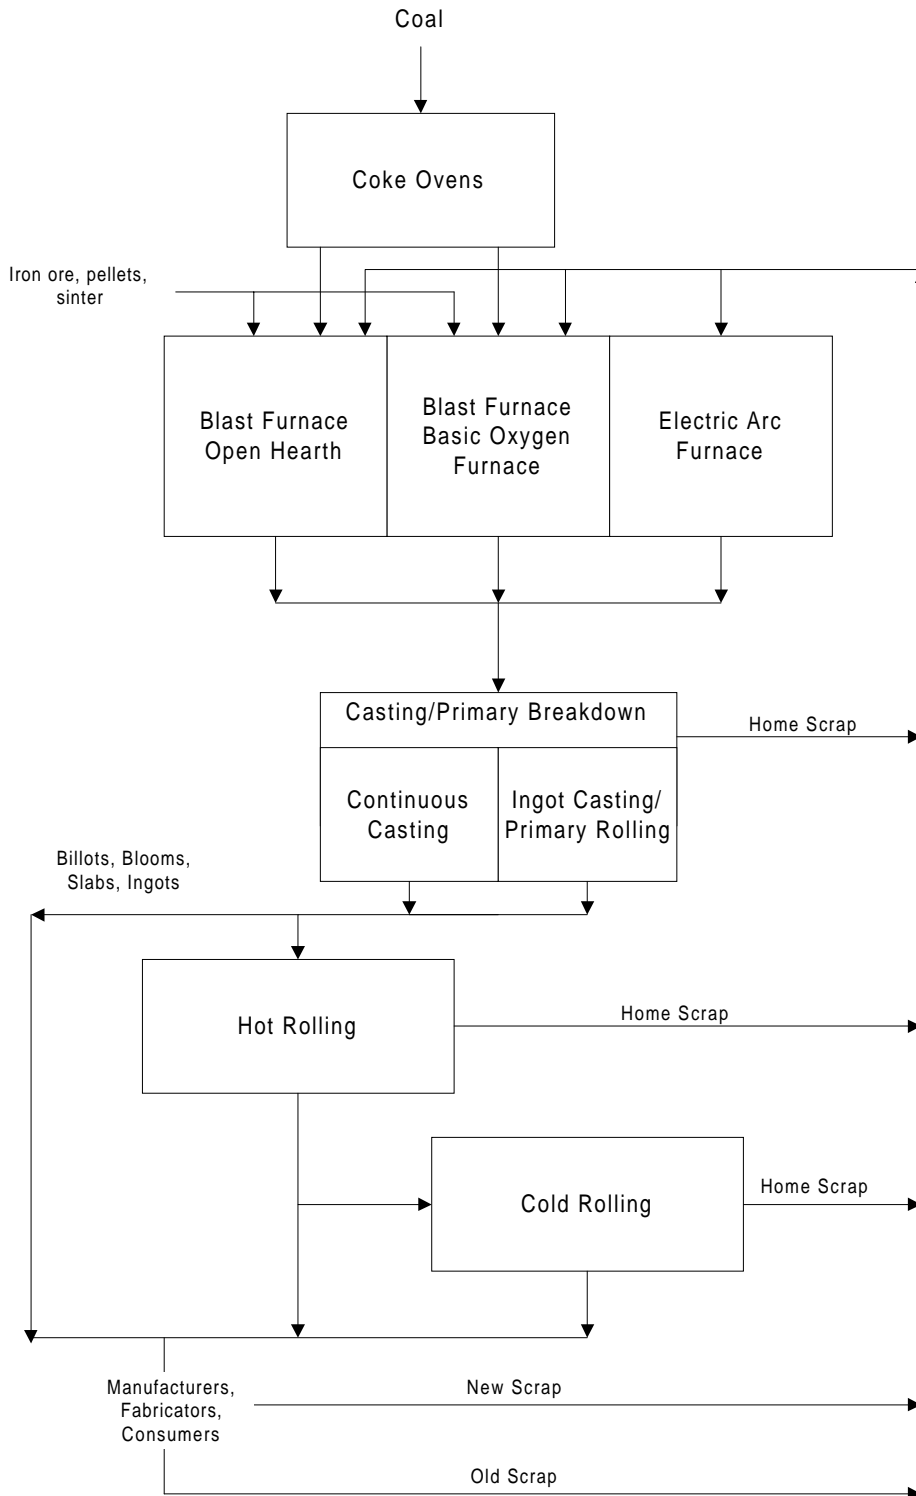 Coal
Coke Ovens
Iron ore, pellets,
sinter
Blast Furnace
Open Hearth
Blast Furnace
Basic Oxygen
Furnace
Electric Arc
Furnace
Casting/Primary Breakdown
Home Scrap
Continuous
Casting
Ingot Casting/
Primary Rolling
Billots, Blooms,
Slabs, Ingots
Hot Rolling
Home Scrap
Cold Rolling
Home Scrap
Manufacturers,
Fabricators,
Consumers
New Scrap
Old Scrap